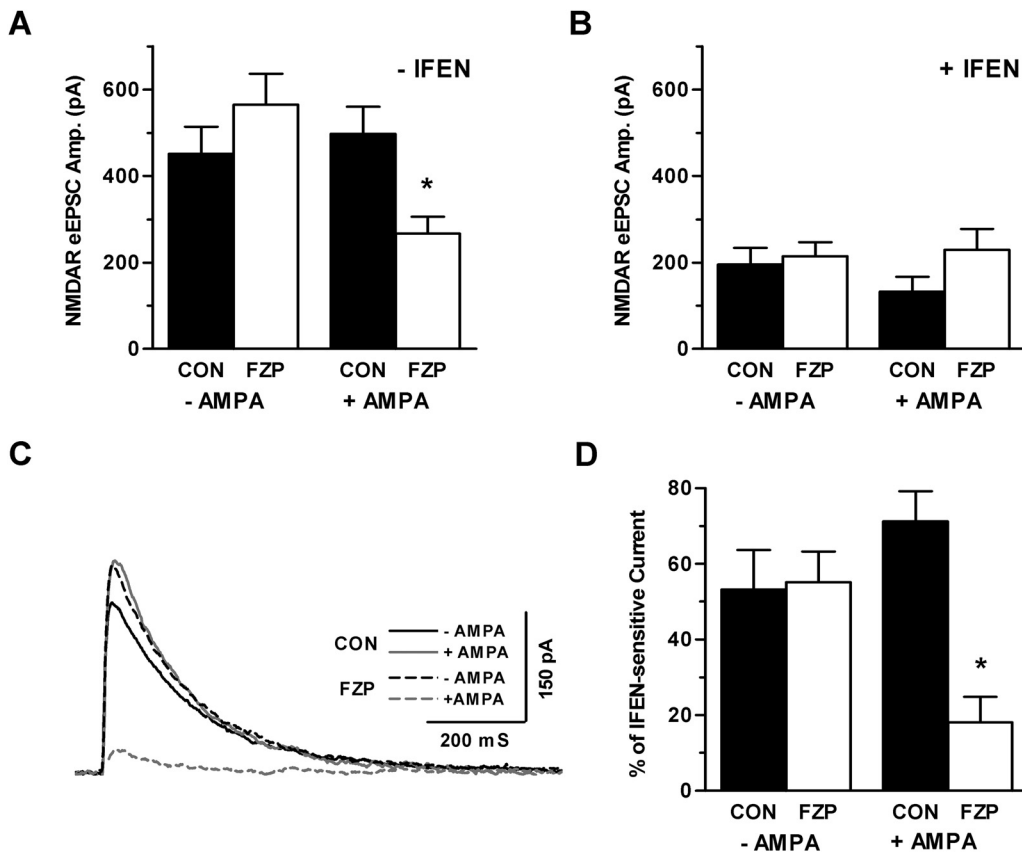 A
NMDAR eEPSC Amp. (pA)
600
400
200
0
- IFEN
*
CON FZP CON FZP
- AMPA + AMPA
B
NMDAR eEPSC Amp. (pA)
600
400
200
0
+ IFEN
CON FZP CON FZP
- AMPA + AMPA
C
CON
- AMPA
+ AMPA
FZP
- AMPA
+AMPA
150 pA
200 mS
D
% of IFEN-sensitive Current
80
60
40
20
0
*
CON FZP CON FZP
- AMPA + AMPA